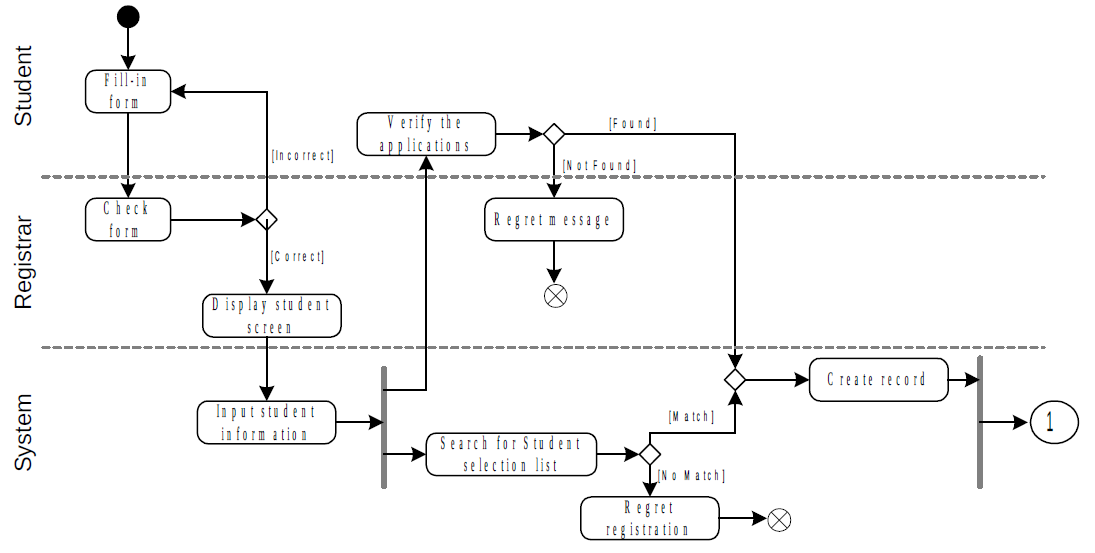 Student
Fill-in
form
[Incorrect]
Verify the
applications
[Found]
[Not Found]
Registrar
Check
form
[Correct]
Regret message
Display student
screen
System
Input student
information
Search for Student
selection list
[Match]
[No Match]
Regret
registration
Create record
1